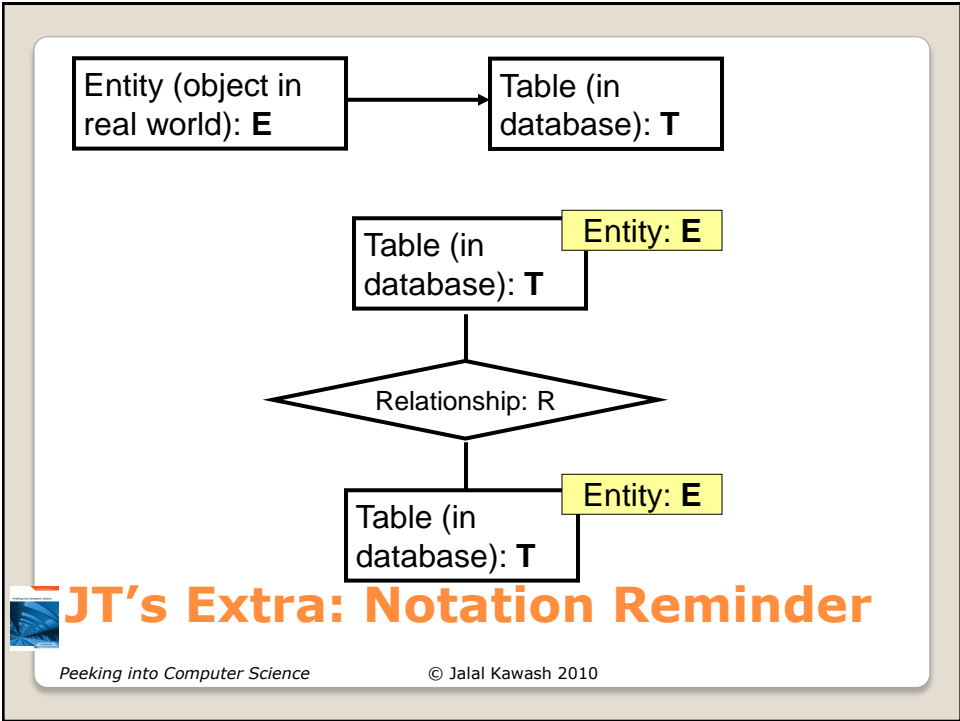 Entity (object in
real world): E
Table (in
database): T
Entity: E
Table (in
database): T
Relationship: R
Entity: E
Table (in
database): T
JT’s Extra: Notation Reminder
Peeking into Computer Science
© Jalal Kawash 2010